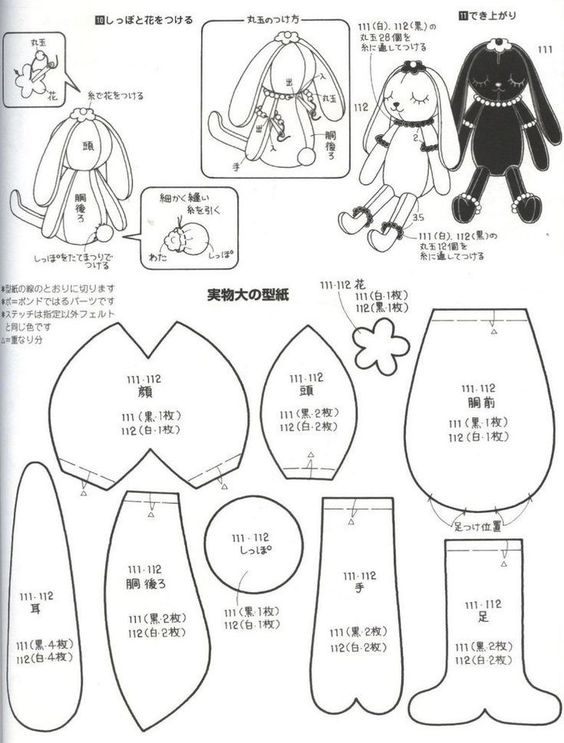 10 しっぽと花をつける
丸玉
花
糸で花をつける
頭
胴後ろ
細かく縫い
糸を引く
わた
しっぽ
しっぽをたてまつりで
つける
丸玉のつけ方
出
入
丸玉
出
入
手
胴後ろ
111(白)、112(黒)の
丸玉28個を
糸に通してつける
11 でき上がり
111
112
2
3.5
111(白)、112(黒)の
丸玉12個を
糸に通してつける
*型紙の線のとおりに切ります
*ボ=ボンドではるパーツです
*ステッチは指定以外フェルト
と同じ色です
△=重なり分
実物大の型紙
111・112 花
111(白・1枚)
112(黒・1枚)
111・112
顔
111(黒・1枚)
112(白・1枚)
△
△
111・112
頭
111(黒・2枚)
112(白・2枚)
△
111・112
胴前
111(黒・1枚)
112(白・1枚)
足つけ位置
111・112
耳
111(黒・4枚)
112(白・4枚)
△
111・112
胴後ろ
111(黒・2枚)
112(白・2枚)
111・112
しっぽ
111(黒・1枚)
112(白・1枚)
△
111・112
手
111(黒・2枚)
112(白・2枚)
△
111・112
足
111(黒・2枚)
112(白・2枚)